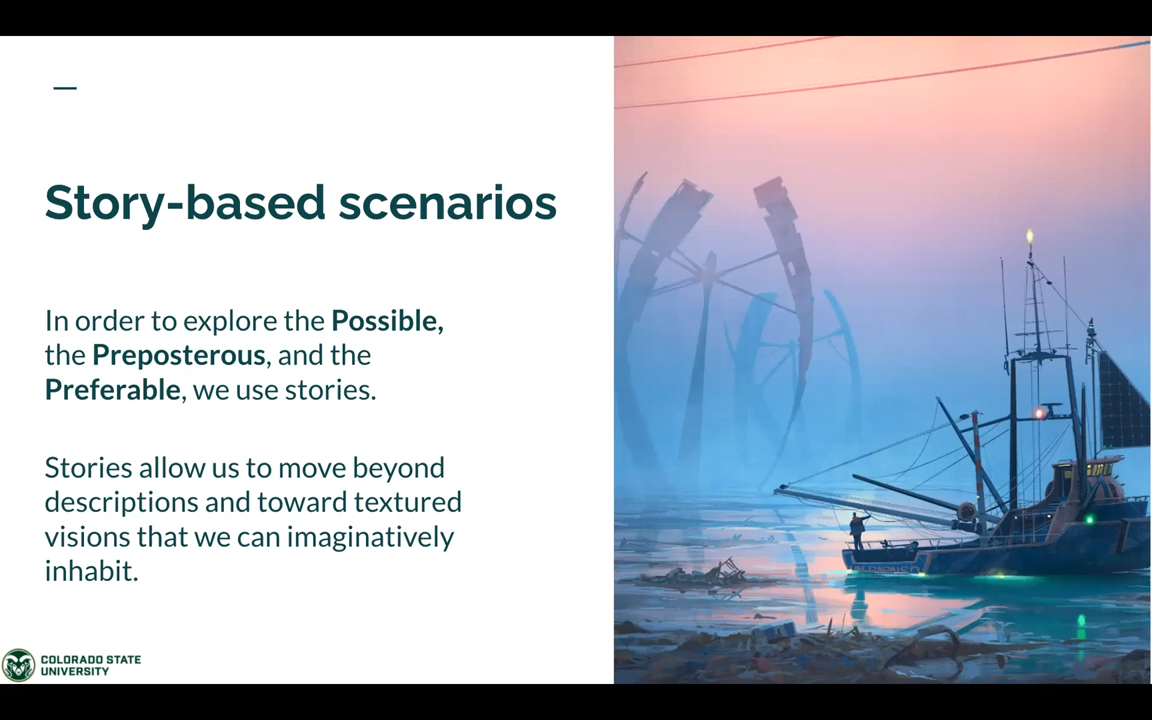 Story-based scenarios
In order to explore the Possible,
the Preposterous, and the
Preferable, we use stories.
Stories allow us to move beyond
descriptions and toward textured
visions that we can imaginatively
inhabit.
COLORADO STATE
UNIVERSITY